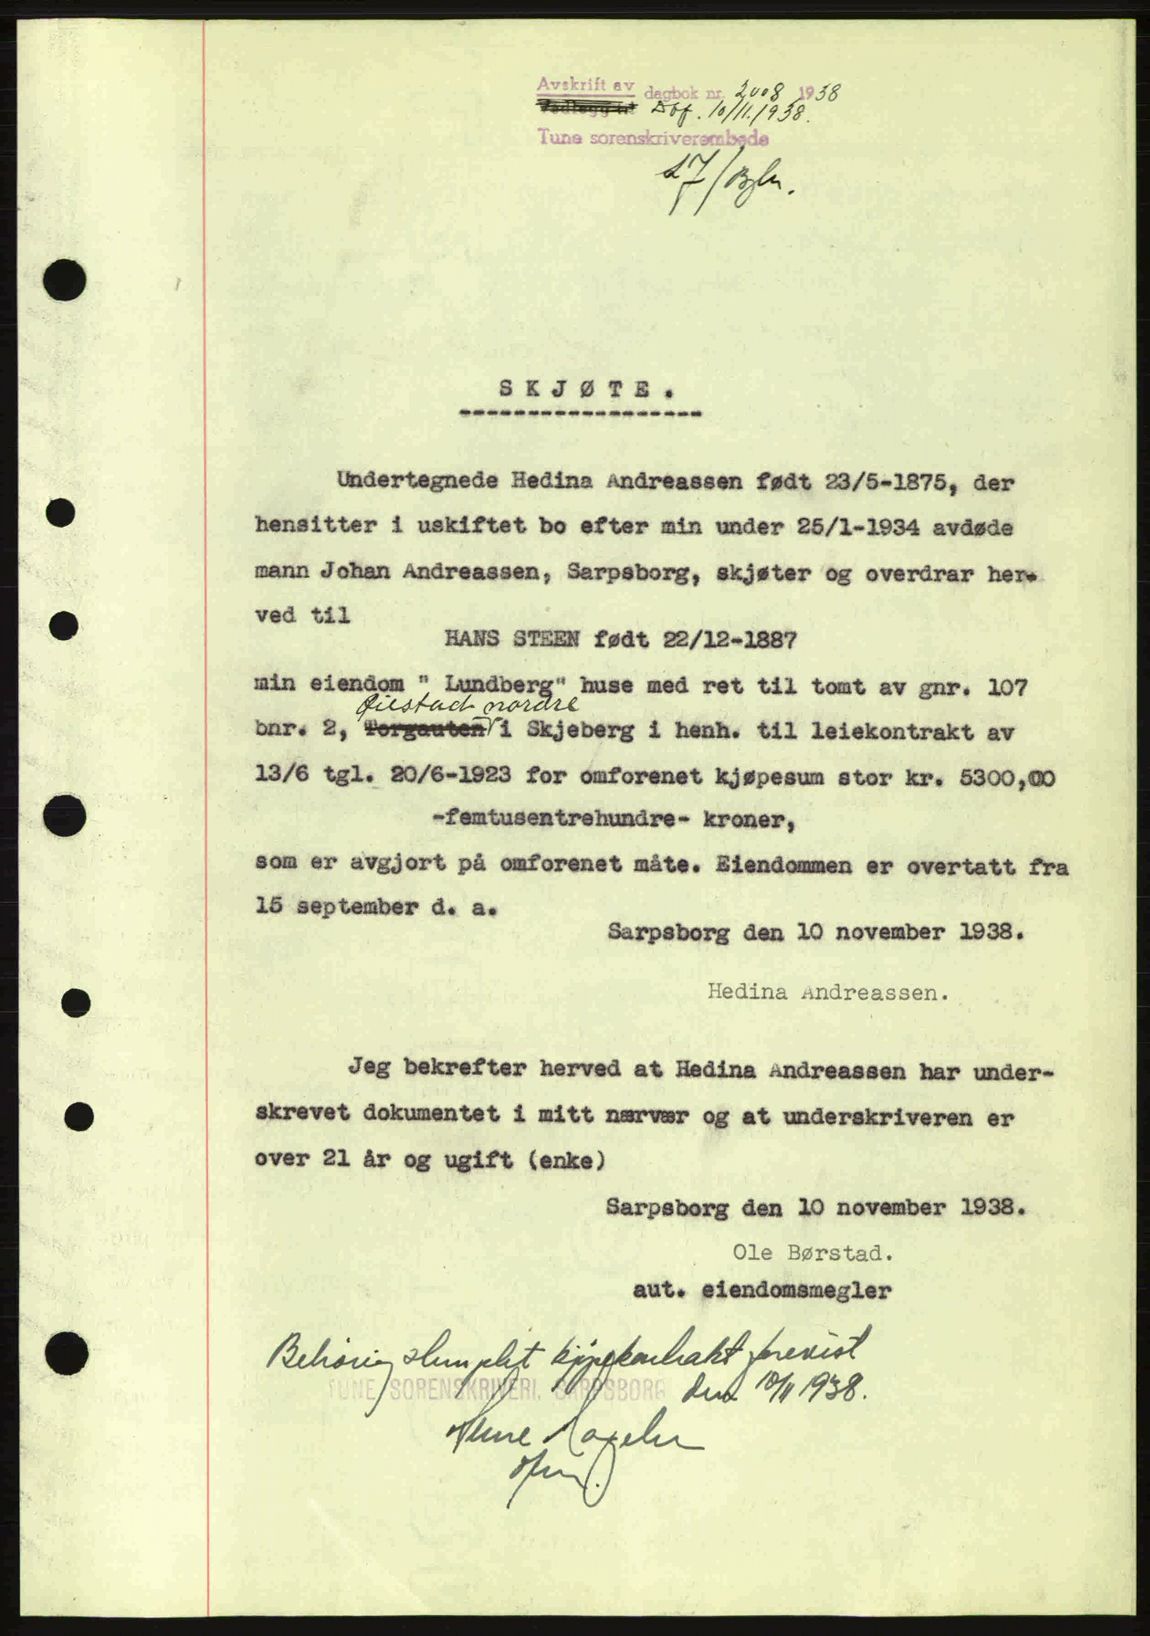 Avskrift av dagbok nr. 2008 1938
Dbf. 10/11.1938.
Tune sorenskriverembede
SKJØTE.
Undertegnede Hedina Andreassen født 23/5-1875, der
hensitter i uskiftet bo efter min under 25/1-1934 avdøde
mann Johan Andreassen, Sarpsborg, skjøter og overdrar her-
ved til
HANS STEEN født 22/12-1887
min eiendom " Lundberg" huse med ret til tomt av gnr. 107
Øiestad nordre
bnr. 2, Torgauten i Skjeberg i henh. til leiekontrakt av
13/6 tgl. 20/6-1923 for omforenet kjøpesum stor kr. 5300,00
-femtusentrehundre- kroner,
som er avgjort på omforenet måte. Eiendommen er overtatt fra
15 september d. a.
Sarpsborg den 10 november 1938.
Hedina Andreassen.
Jeg bekrefter herved at Hedina Andreassen har under-
skrevet dokumentet i mitt nærvær og at underskriveren er
over 21 år og ugift (enke)
Sarpsborg den 10 november 1938.
Ole Børstad.
aut. eiendomsmegler
Behørig stemplet kjøpekontrakt forevist
TUNE SORENSKRIVERI, SARPSBORG den 10/11 1938.